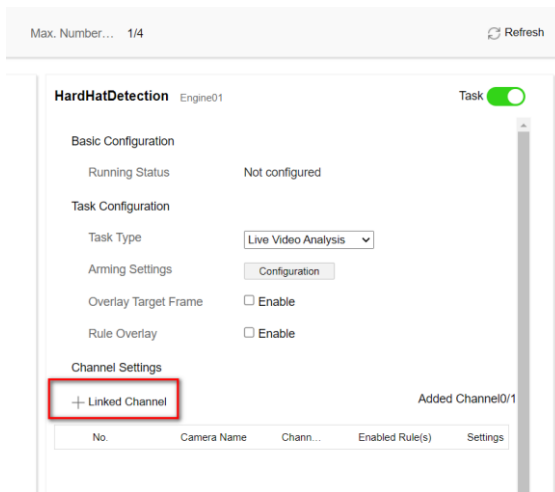 Max. Number... 1/4 Refresh
HardHatDetection Engine01 Task
Basic Configuration
Running Status Not configured
Task Configuration
Task Type Live Video Analysis
Arming Settings Configuration
Overlay Target Frame Enable
Rule Overlay Enable
Channel Settings
Linked Channel Added Channel0/1
No. Camera Name Chann... Enabled Rule(s) Settings